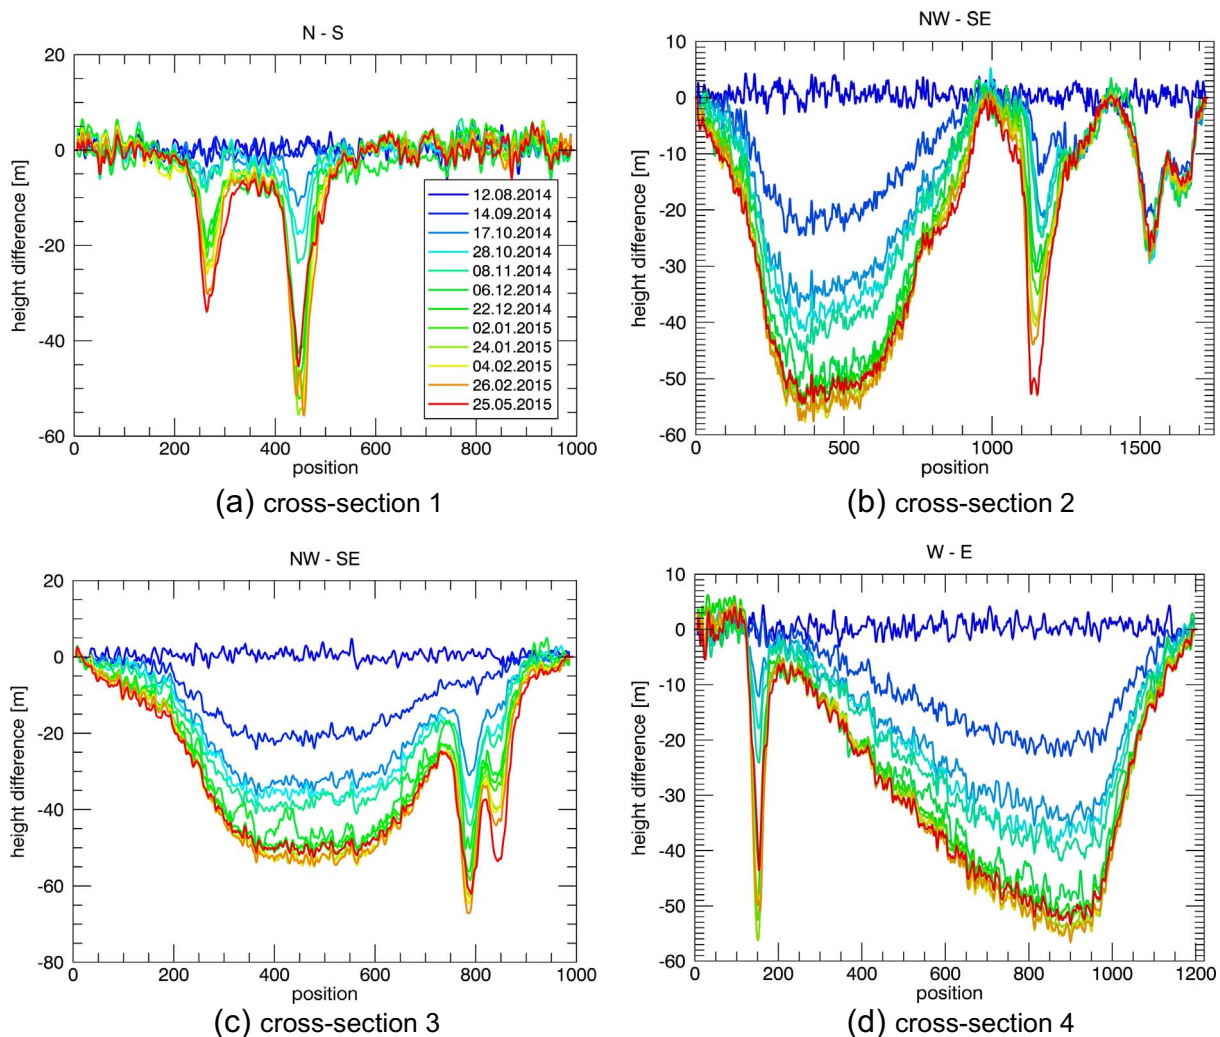 N - S
20
0
-20
-40
-60
height difference [m]
12.08.2014
14.09.2014
17.10.2014
28.10.2014
08.11.2014
06.12.2014
22.12.2014
02.01.2015
24.01.2015
04.02.2015
26.02.2015
25.05.2015
0 200 400 600 800 1000
position
(a) cross-section 1
NW - SE
10
0
-10
-20
-30
-40
-50
-60
height difference [m]
0 500 1000 1500
position
(b) cross-section 2
NW - SE
20
0
-20
-40
-60
-80
height difference [m]
0 200 400 600 800 1000
position
(c) cross-section 3
W - E
10
0
-10
-20
-30
-40
-50
-60
height difference [m]
0 200 400 600 800 1000 1200
position
(d) cross-section 4